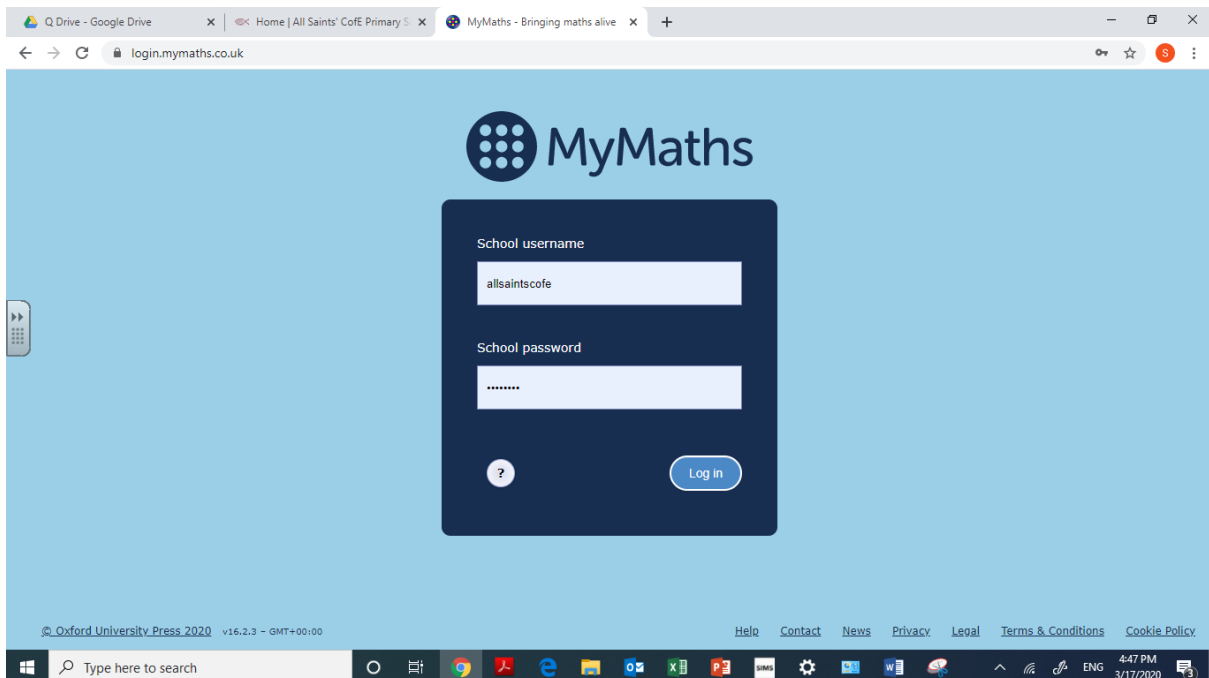 Q Drive - Google Drive
Home | All Saints' CofE Primary S
MyMaths - Bringing maths alive
login.mymaths.co.uk
S
MyMaths
School username
allsaintscofe
School password
••••••••
?
Log in
© Oxford University Press 2020 v16.2.3 - GMT+00:00
Help Contact News Privacy Legal Terms & Conditions Cookie Policy
Type here to search
SIMS
ENG
4:47 PM
3/17/2020
3